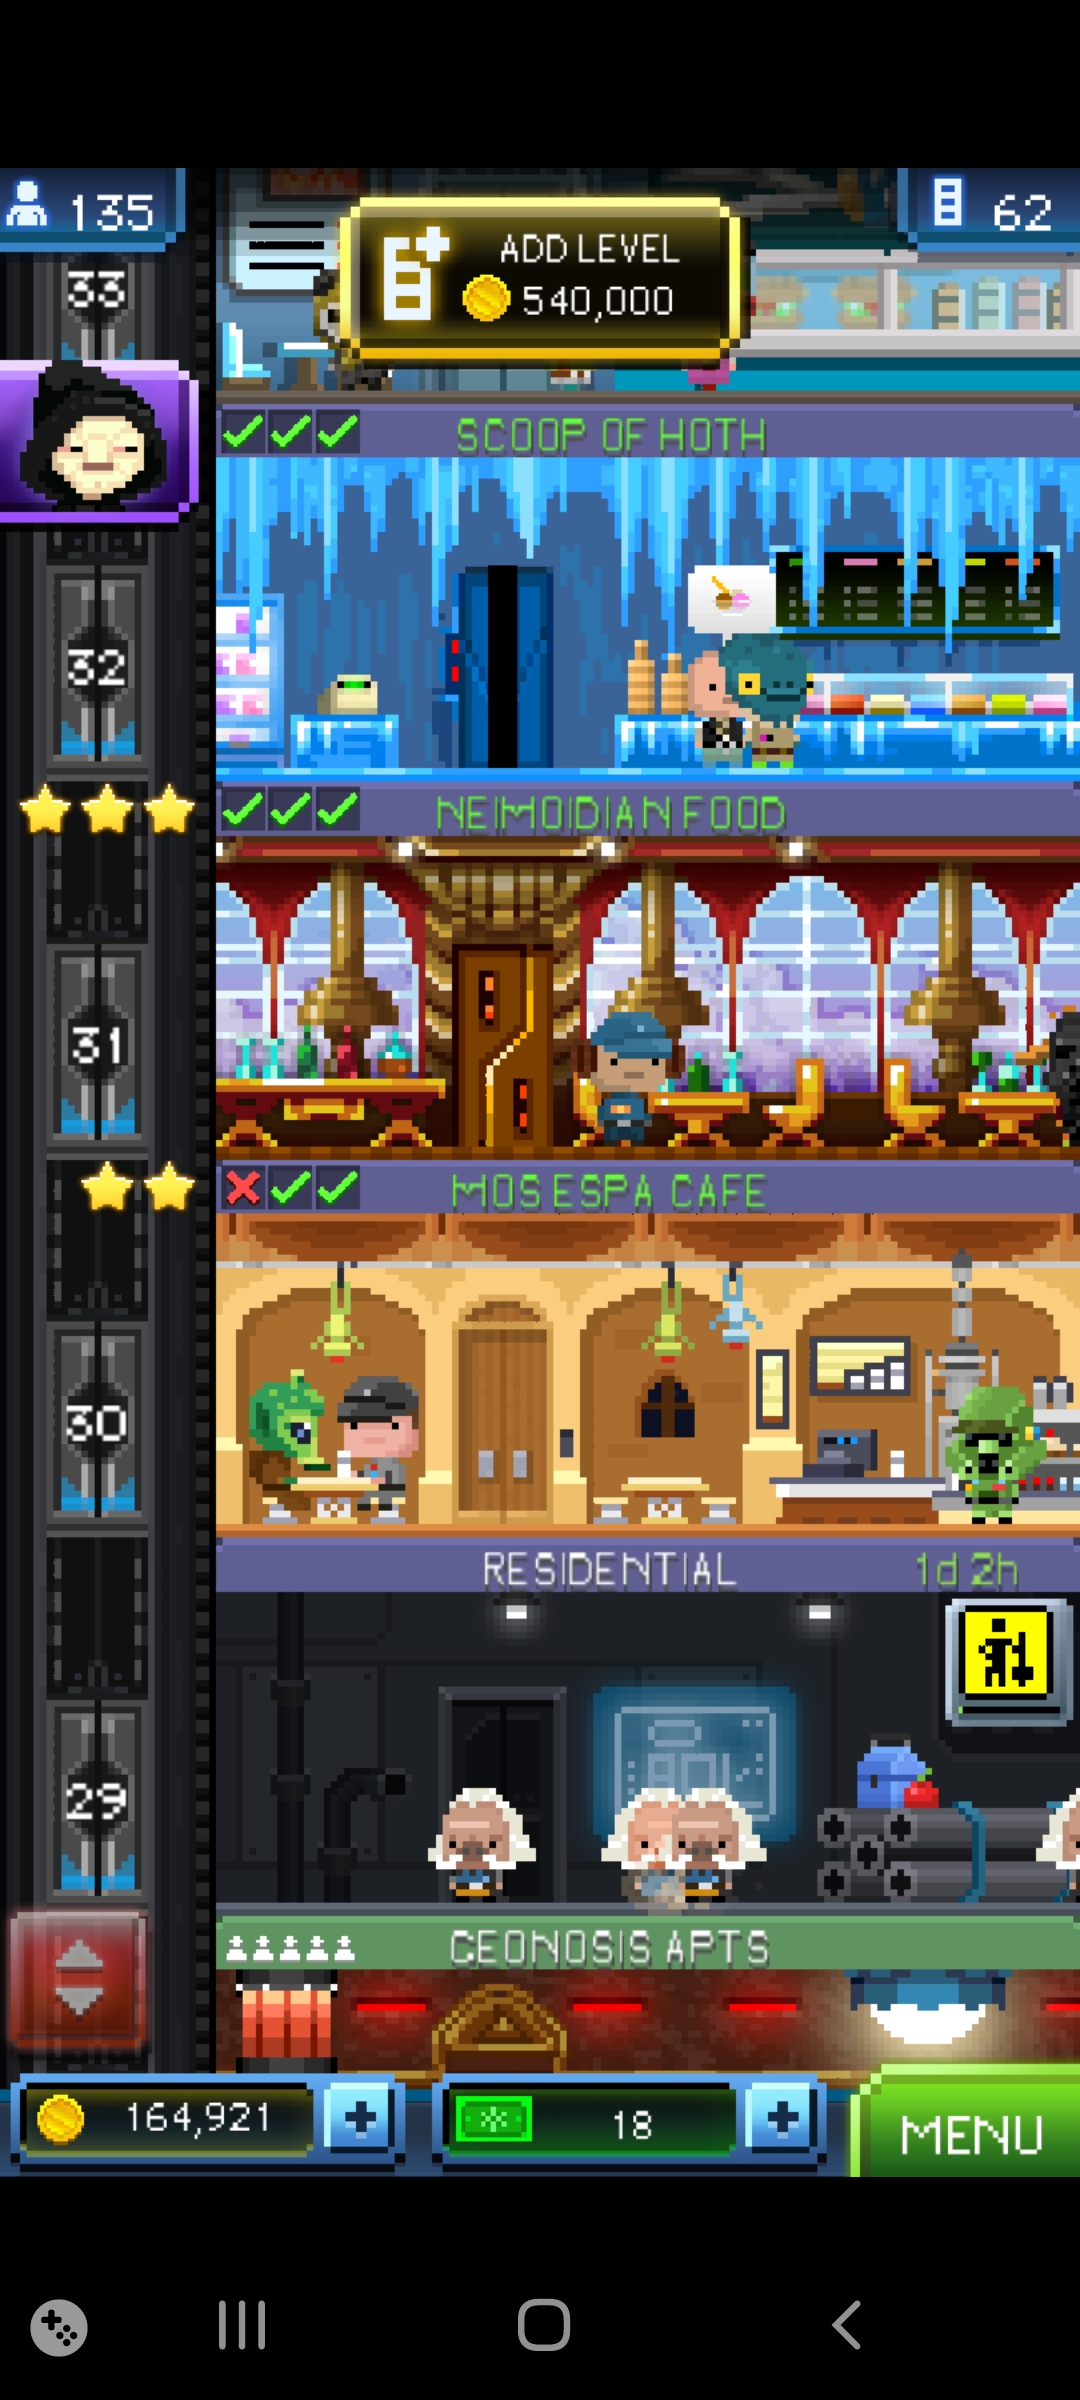 135
62
33
ADD LEVEL
540,000
SCOOP OF HOTH
32
NEIMOIDIAN FOOD
31
MOS ESPA CAFE
30
RESIDENTIAL
1d 2h
29
GEONOSIS APTS
164,921
18
MENU